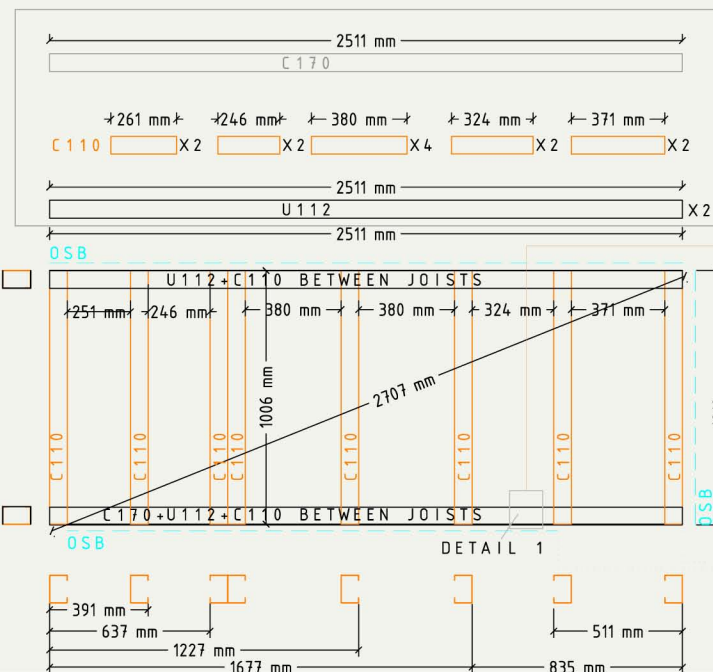 2511 mm
C170
261 mm 246 mm 380 mm 324 mm 371 mm
C110 X2 X2 X4 X2 X2
2511 mm
U112 X2
2511 mm
OSB
U112+C110 BETWEEN JOISTS
251 mm 246 mm 380 mm 380 mm 324 mm 371 mm
2707 mm
1006 mm
C110 C110 C110 C110 C110 C110 C110
OSB
C170+U112+C110 BETWEEN JOISTS
OSB
DETAIL 1
391 mm
637 mm 511 mm
1227 mm
1677 mm 835 mm